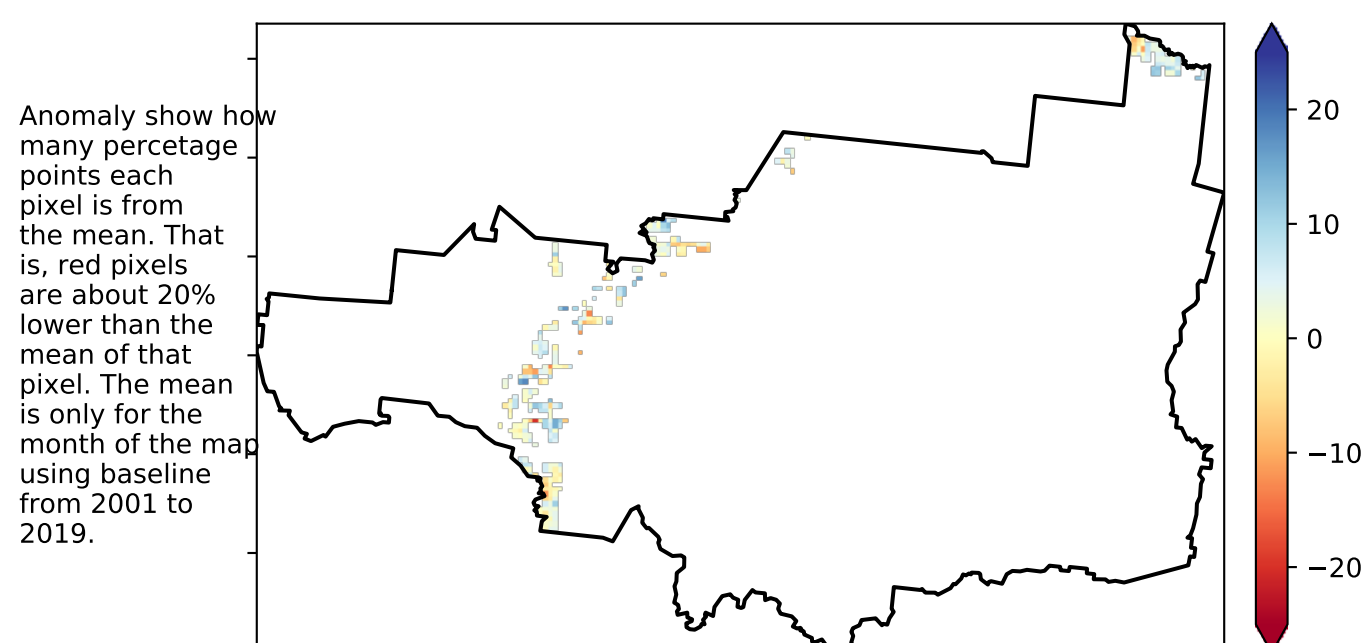 Anomaly show how
many percetage
points each
pixel is from
the mean. That
is, red pixels
are about 20%
lower than the
mean of that
pixel. The mean
is only for the
month of the map
using baseline
from 2001 to
2019.
20
10
0
−10
−20